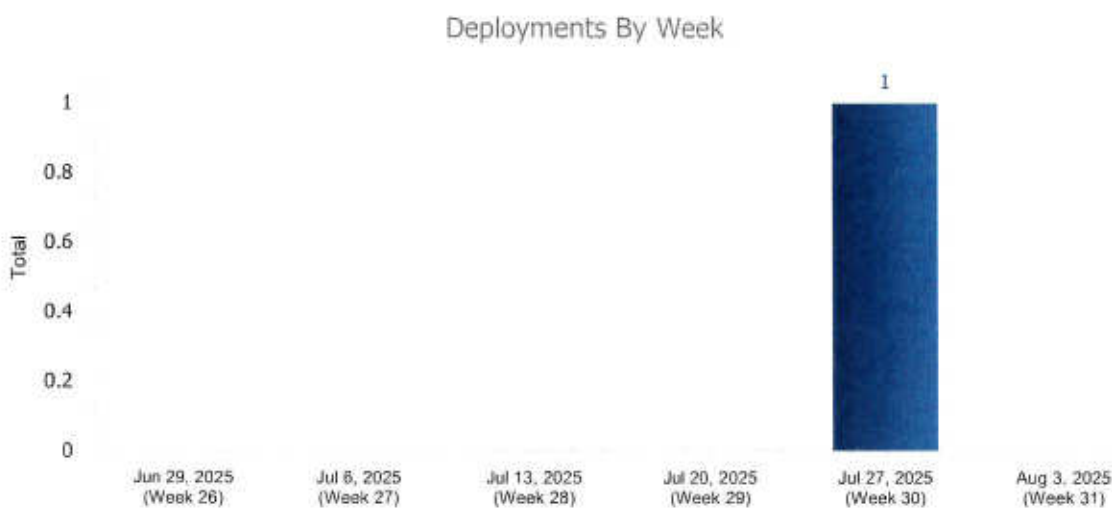 Deployments By Week
1
1
0.8
0.6
0.4
0.2
0
Total
Jun 29, 2025
(Week 26)
Jul 6, 2025
(Week 27)
Jul 13, 2025
(Week 28)
Jul 20, 2025
(Week 29)
Jul 27, 2025
(Week 30)
Aug 3, 2025
(Week 31)